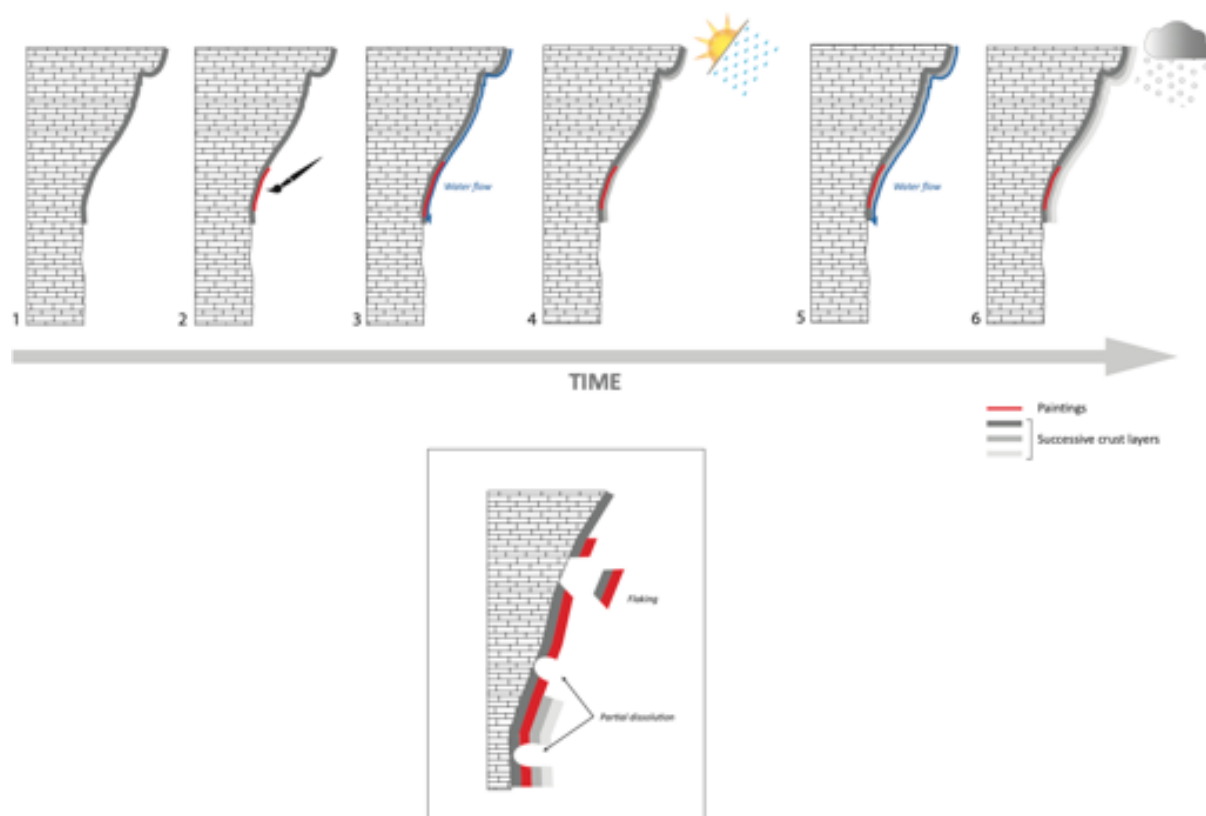 Water flow
Water flow
1
2
3
4
5
6
TIME
Paintings
Successive crust layers
Flaking
Partial dissolution